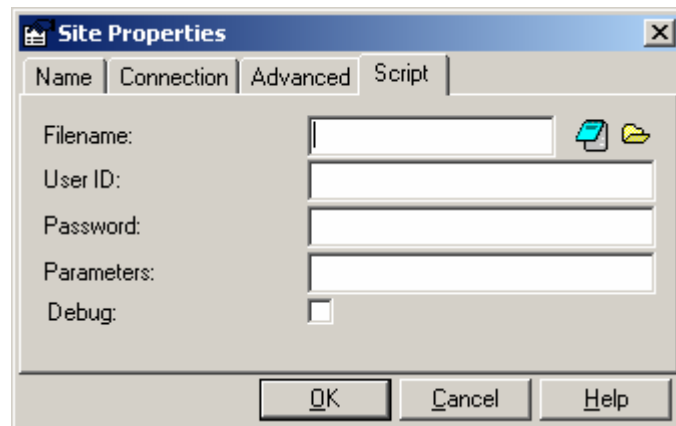 Site Properties
Name Connection Advanced Script
Filename:
User ID:
Password:
Parameters:
Debug:
OK Cancel Help